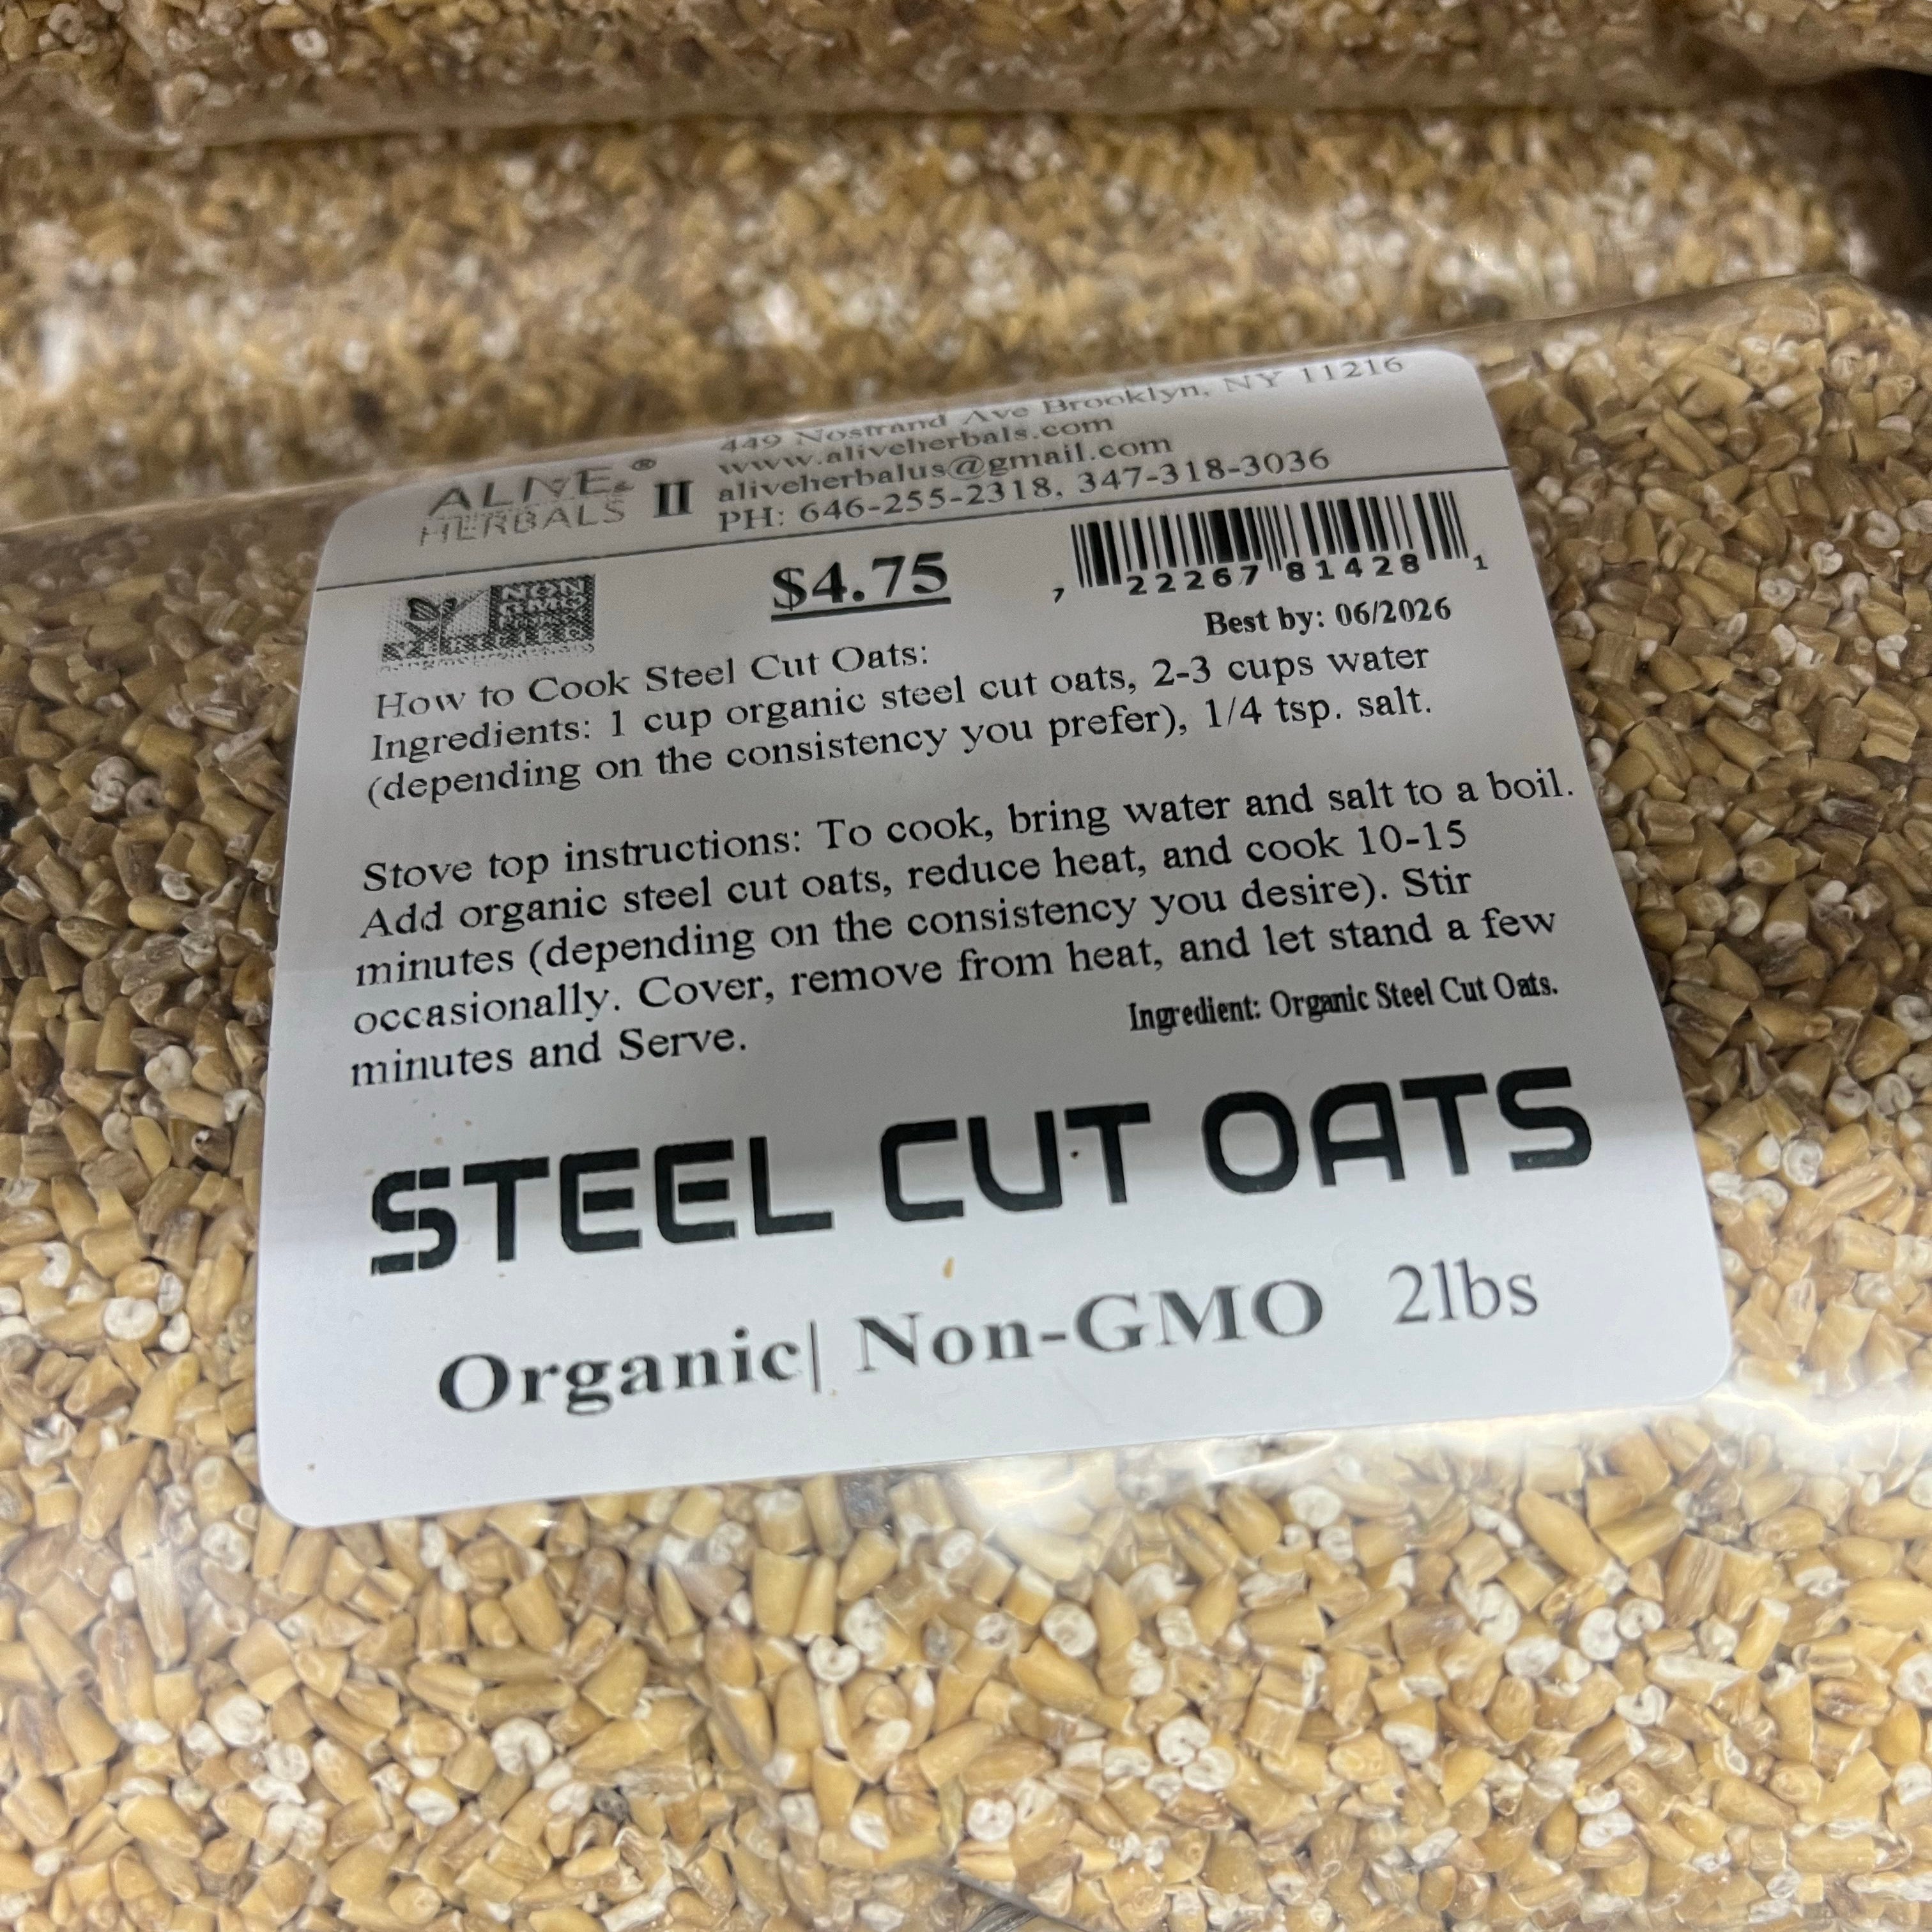 449 Nostrand Ave Brooklyn, NY 11216
www.aliveherbals.com
aliveherbalus@gmail.com
PH: 646-255-2318, 347-318-3036
ALIVE®
HERBALS II
NON
GMO
$4.75
7 22267 81428 1
Best by: 06/2026
How to Cook Steel Cut Oats:
Ingredients: 1 cup organic steel cut oats, 2-3 cups water
(depending on the consistency you prefer), 1/4 tsp. salt.
Stove top instructions: To cook, bring water and salt to a boil.
Add organic steel cut oats, reduce heat, and cook 10-15
minutes (depending on the consistency you desire). Stir
occasionally. Cover, remove from heat, and let stand a few
minutes and Serve.
Ingredient: Organic Steel Cut Oats.
STEEL CUT OATS
Organic| Non-GMO 2lbs